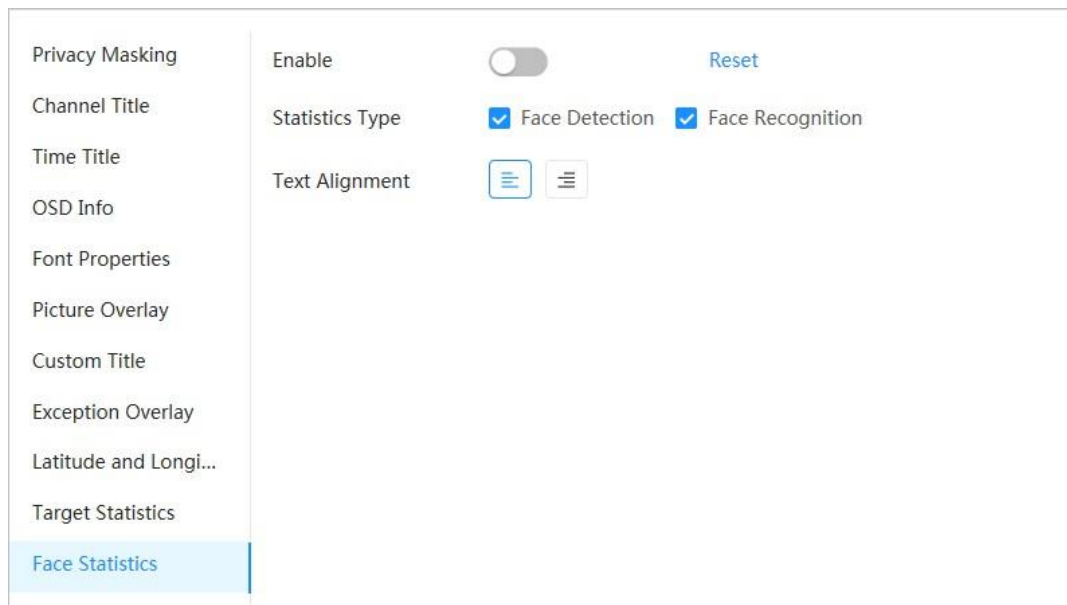 Privacy Masking
Channel Title
Time Title
OSD Info
Font Properties
Picture Overlay
Custom Title
Exception Overlay
Latitude and Longi...
Target Statistics
Face Statistics
Enable Reset
Statistics Type Face Detection Face Recognition
Text Alignment